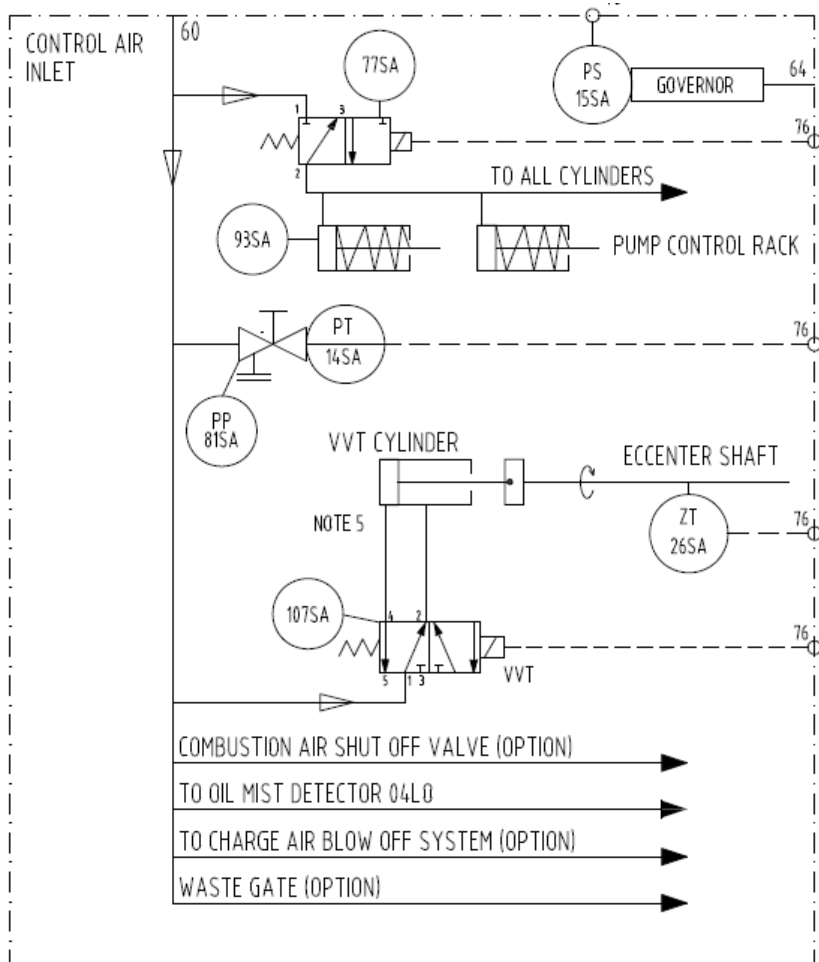 CONTROL AIR
INLET
60
77SA
PS
15SA
GOVERNOR
64
1
3
2
76
TO ALL CYLINDERS
93SA
PUMP CONTROL RACK
PT
14SA
76
PP
81SA
VVT CYLINDER
ECCENTER SHAFT
NOTE 5
ZT
26SA
76
107SA
4
2
5
1
3
VVT
76
COMBUSTION AIR SHUT OFF VALVE (OPTION)
TO OIL MIST DETECTOR 04LO
TO CHARGE AIR BLOW OFF SYSTEM (OPTION)
WASTE GATE (OPTION)